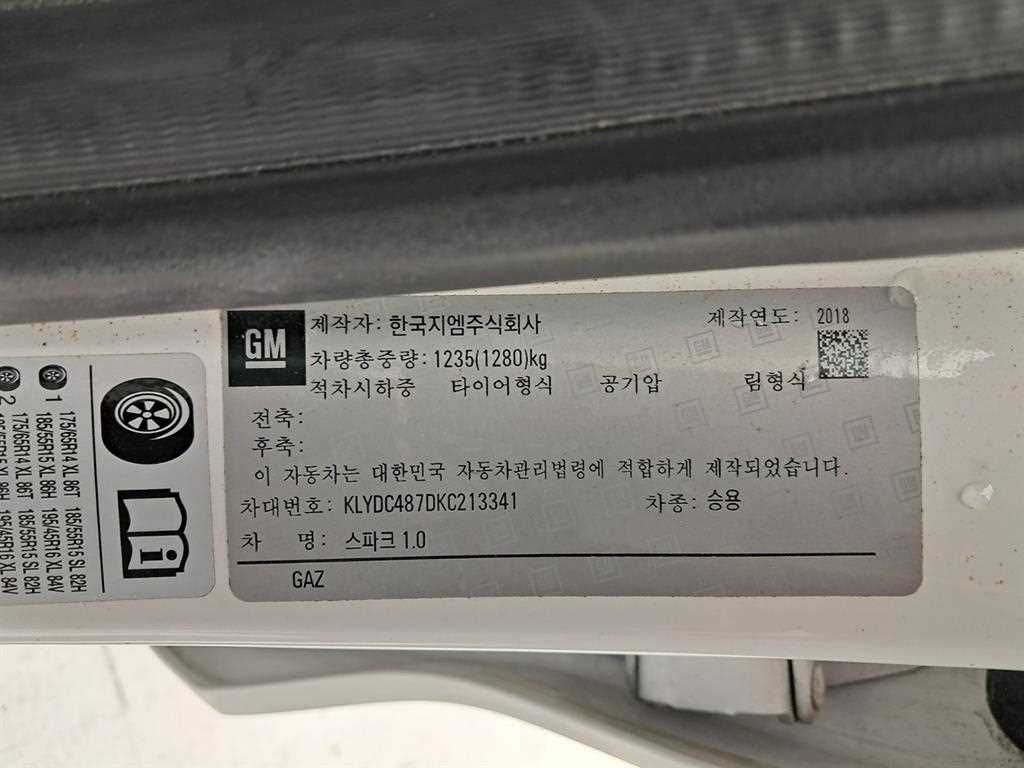 GM
제작자: 한국지엠주식회사 제작연도: 2018
차량총중량: 1235(1280)kg
적차시하중 타이어형식 공기압 림형식
전축:
후축:
이 자동차는 대한민국 자동차관리법령에 적합하게 제작되었습니다.
차대번호: KLYDC487DKC213341 차종: 승용
차 명: 스파크 1.0
GAZ
1
175/65R14 XL 86T 185/55R15 SL 82H
185/55R15 XL 86H 195/45R16 XL 84V
2
175/65R14 XL 86T 185/55R15 SL 82H
195/45R16 XL 84V
i